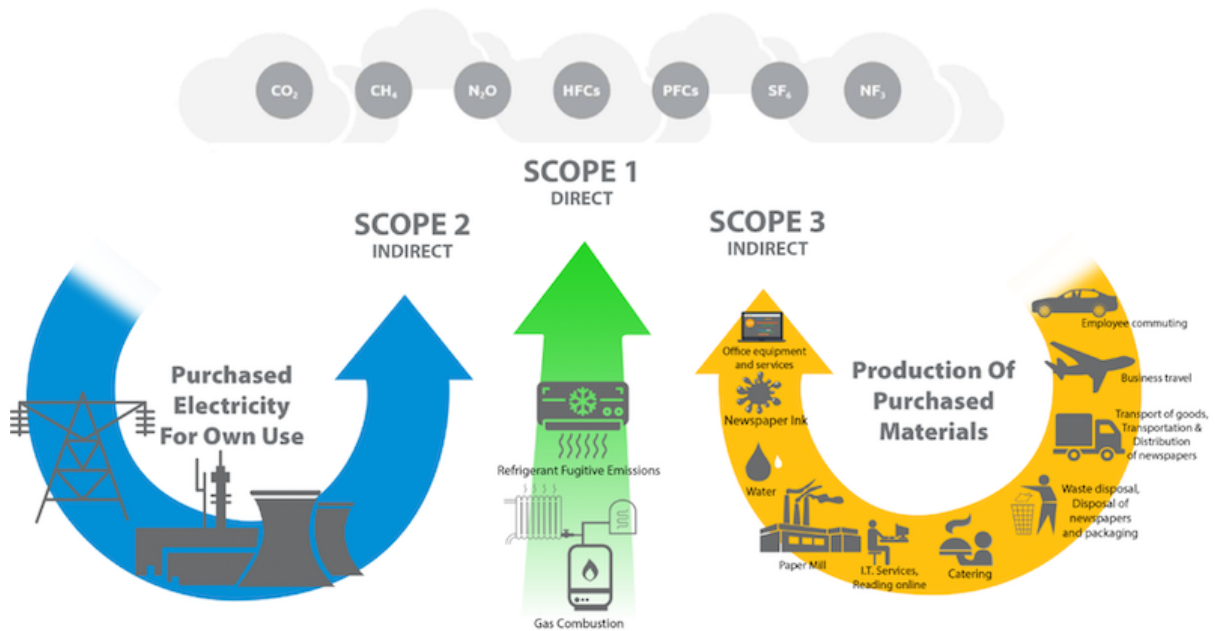 CO₂
CH₄
N₂O
HFCs
PFCs
SF₆
NF₃
SCOPE 1
DIRECT
SCOPE 2
INDIRECT
SCOPE 3
INDIRECT
Purchased
Electricity
For Own Use
Refrigerant Fugitive Emissions
Gas Combustion
Production Of
Purchased
Materials
Office equipment
and services
Newspaper Ink
Water
Paper Mill
I.T. Services,
Reading online
Catering
Waste disposal,
Disposal of
newspapers
and packaging
Transport of goods,
Transportation &
Distribution
of newspapers
Business travel
Employee commuting